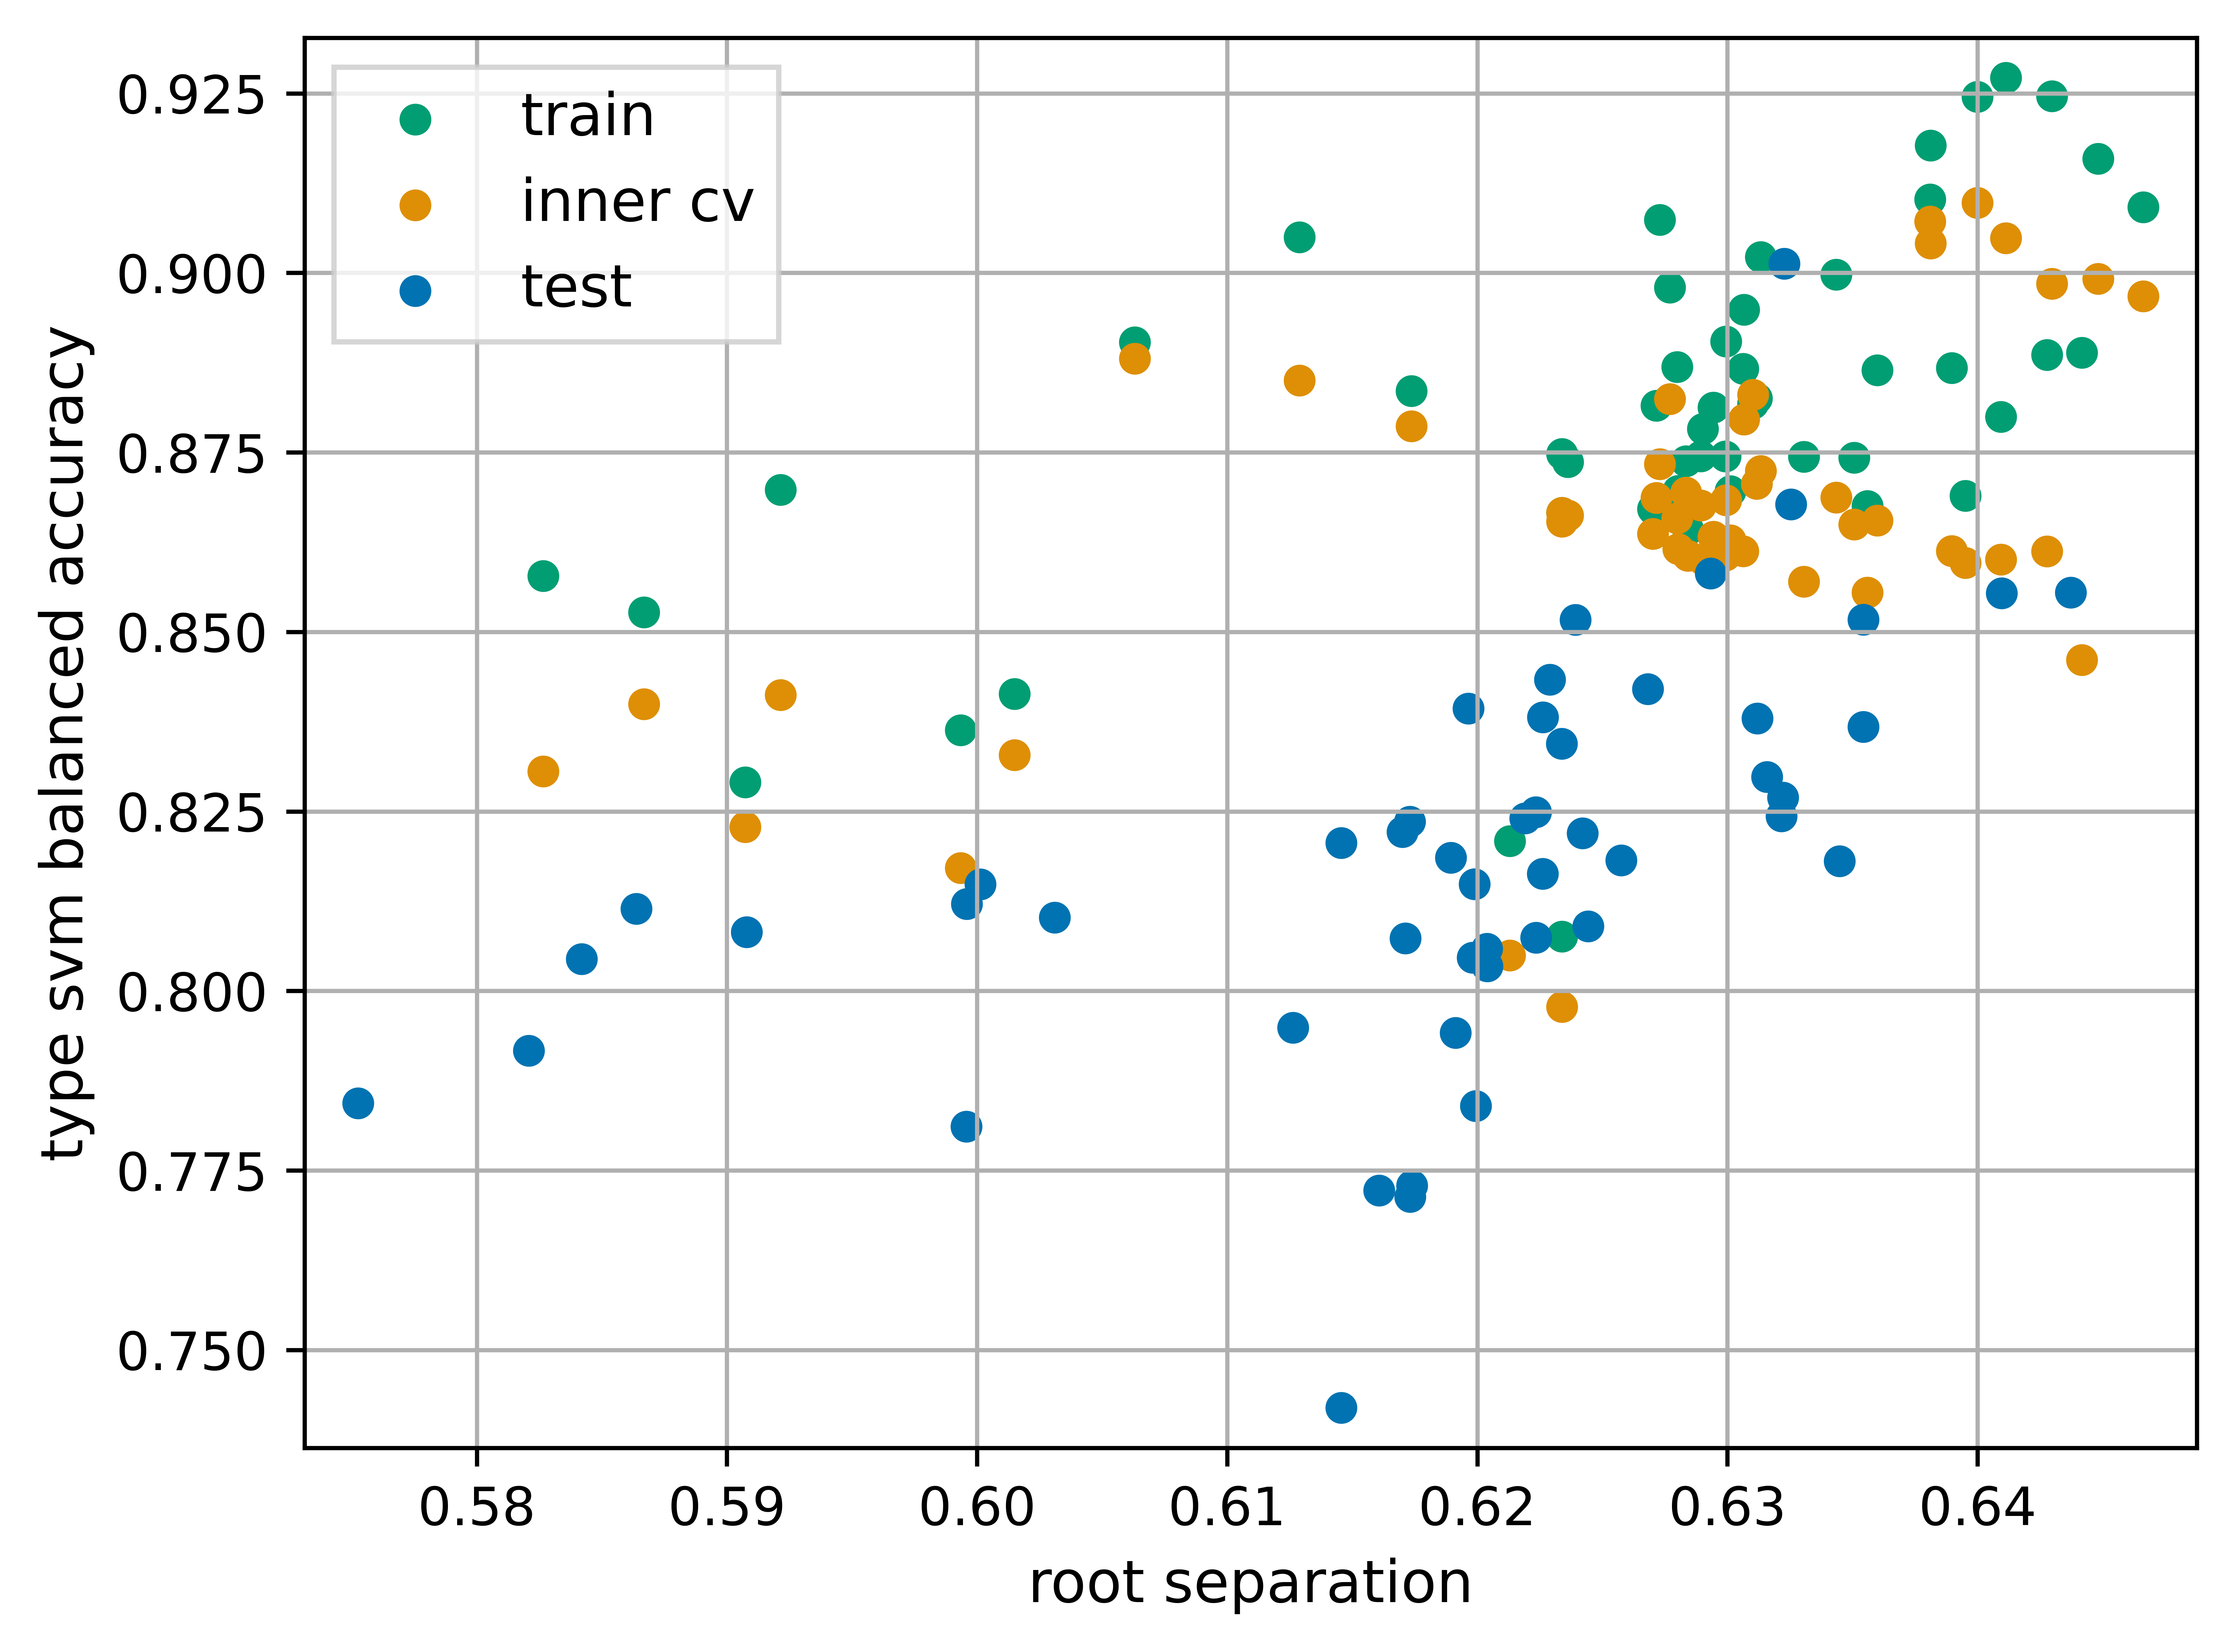 train
inner cv
test
type svm balanced accuracy
0.925
0.900
0.875
0.850
0.825
0.800
0.775
0.750
0.58 0.59 0.60 0.61 0.62 0.63 0.64
root separation